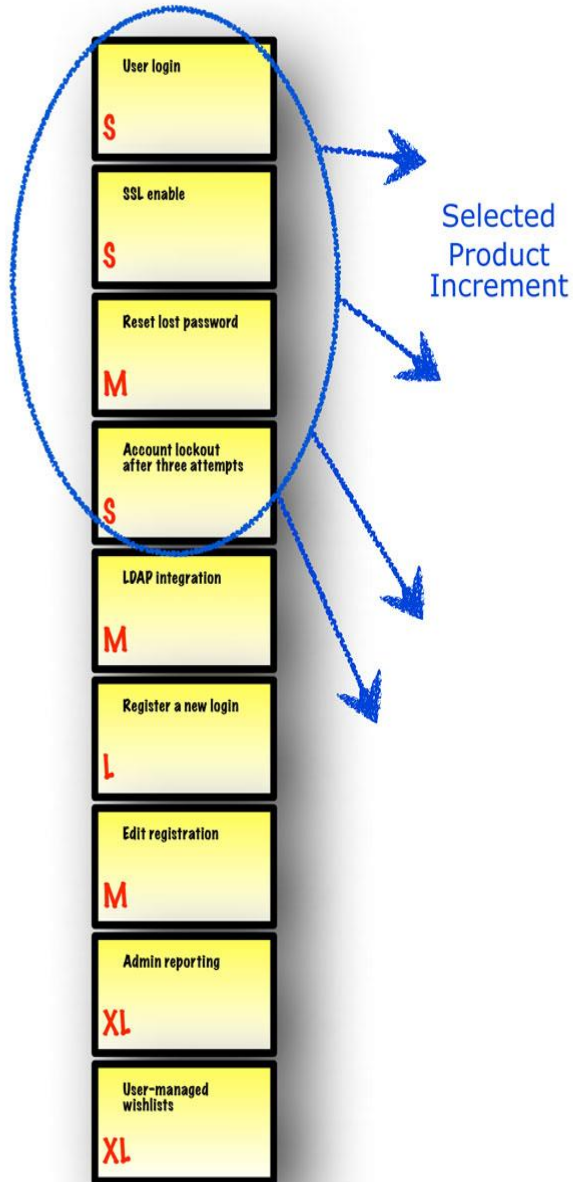 User login
S
SSL enable
S
Selected
Product
Increment
Reset lost password
M
Account lockout
after three attempts
S
LDAP integration
M
Register a new login
L
Edit registration
M
Admin reporting
XL
User-managed
wishlists
XL